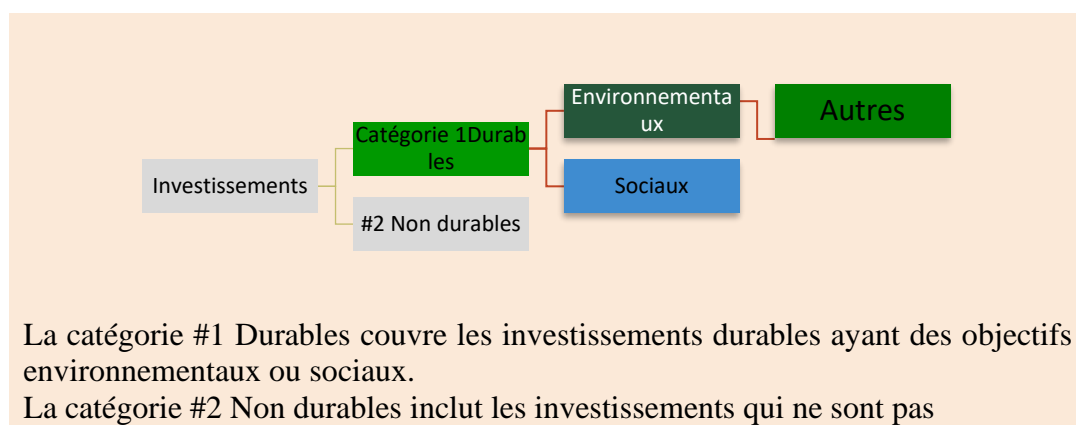 Investissements
Catégorie 1Durab
les
#2 Non durables
Environnementa
ux
Sociaux
Autres
La catégorie #1 Durables couvre les investissements durables ayant des objectifs
environnementaux ou sociaux.
La catégorie #2 Non durables inclut les investissements qui ne sont pas